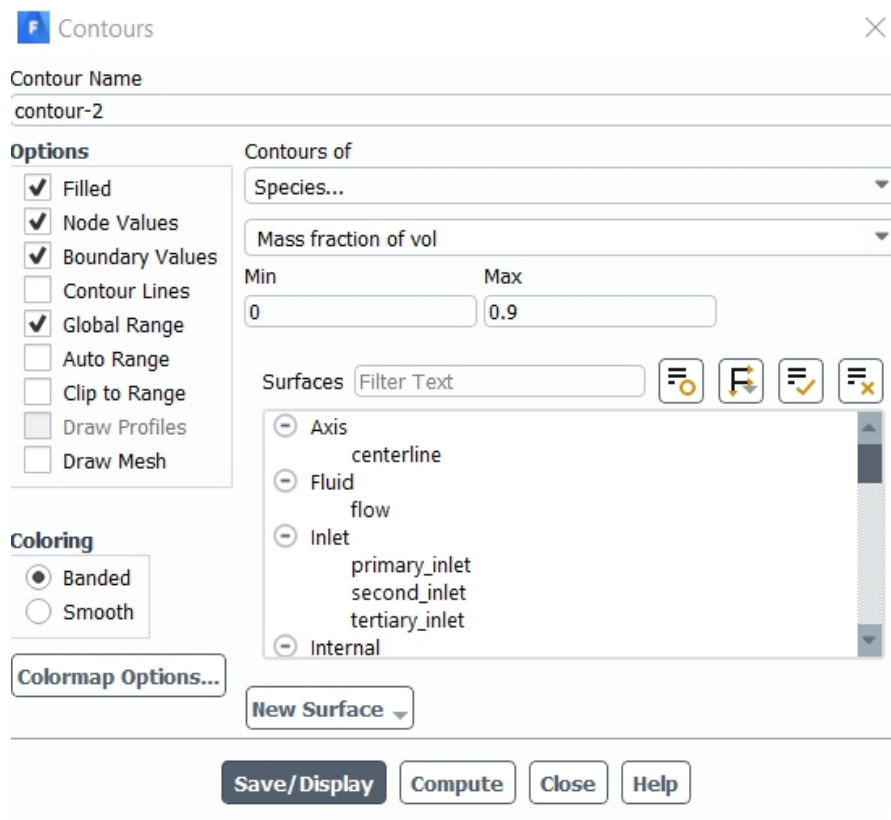 F Contours
Contour Name
contour-2
Options
Filled
Node Values
Boundary Values
Contour Lines
Global Range
Auto Range
Clip to Range
Draw Profiles
Draw Mesh
Coloring
Banded
Smooth
Colormap Options...
Contours of
Species...
Mass fraction of vol
Min Max
0 0.9
Surfaces Filter Text
Axis
centerline
Fluid
flow
Inlet
primary_inlet
second_inlet
tertiary_inlet
Internal
New Surface
Save/Display Compute Close Help